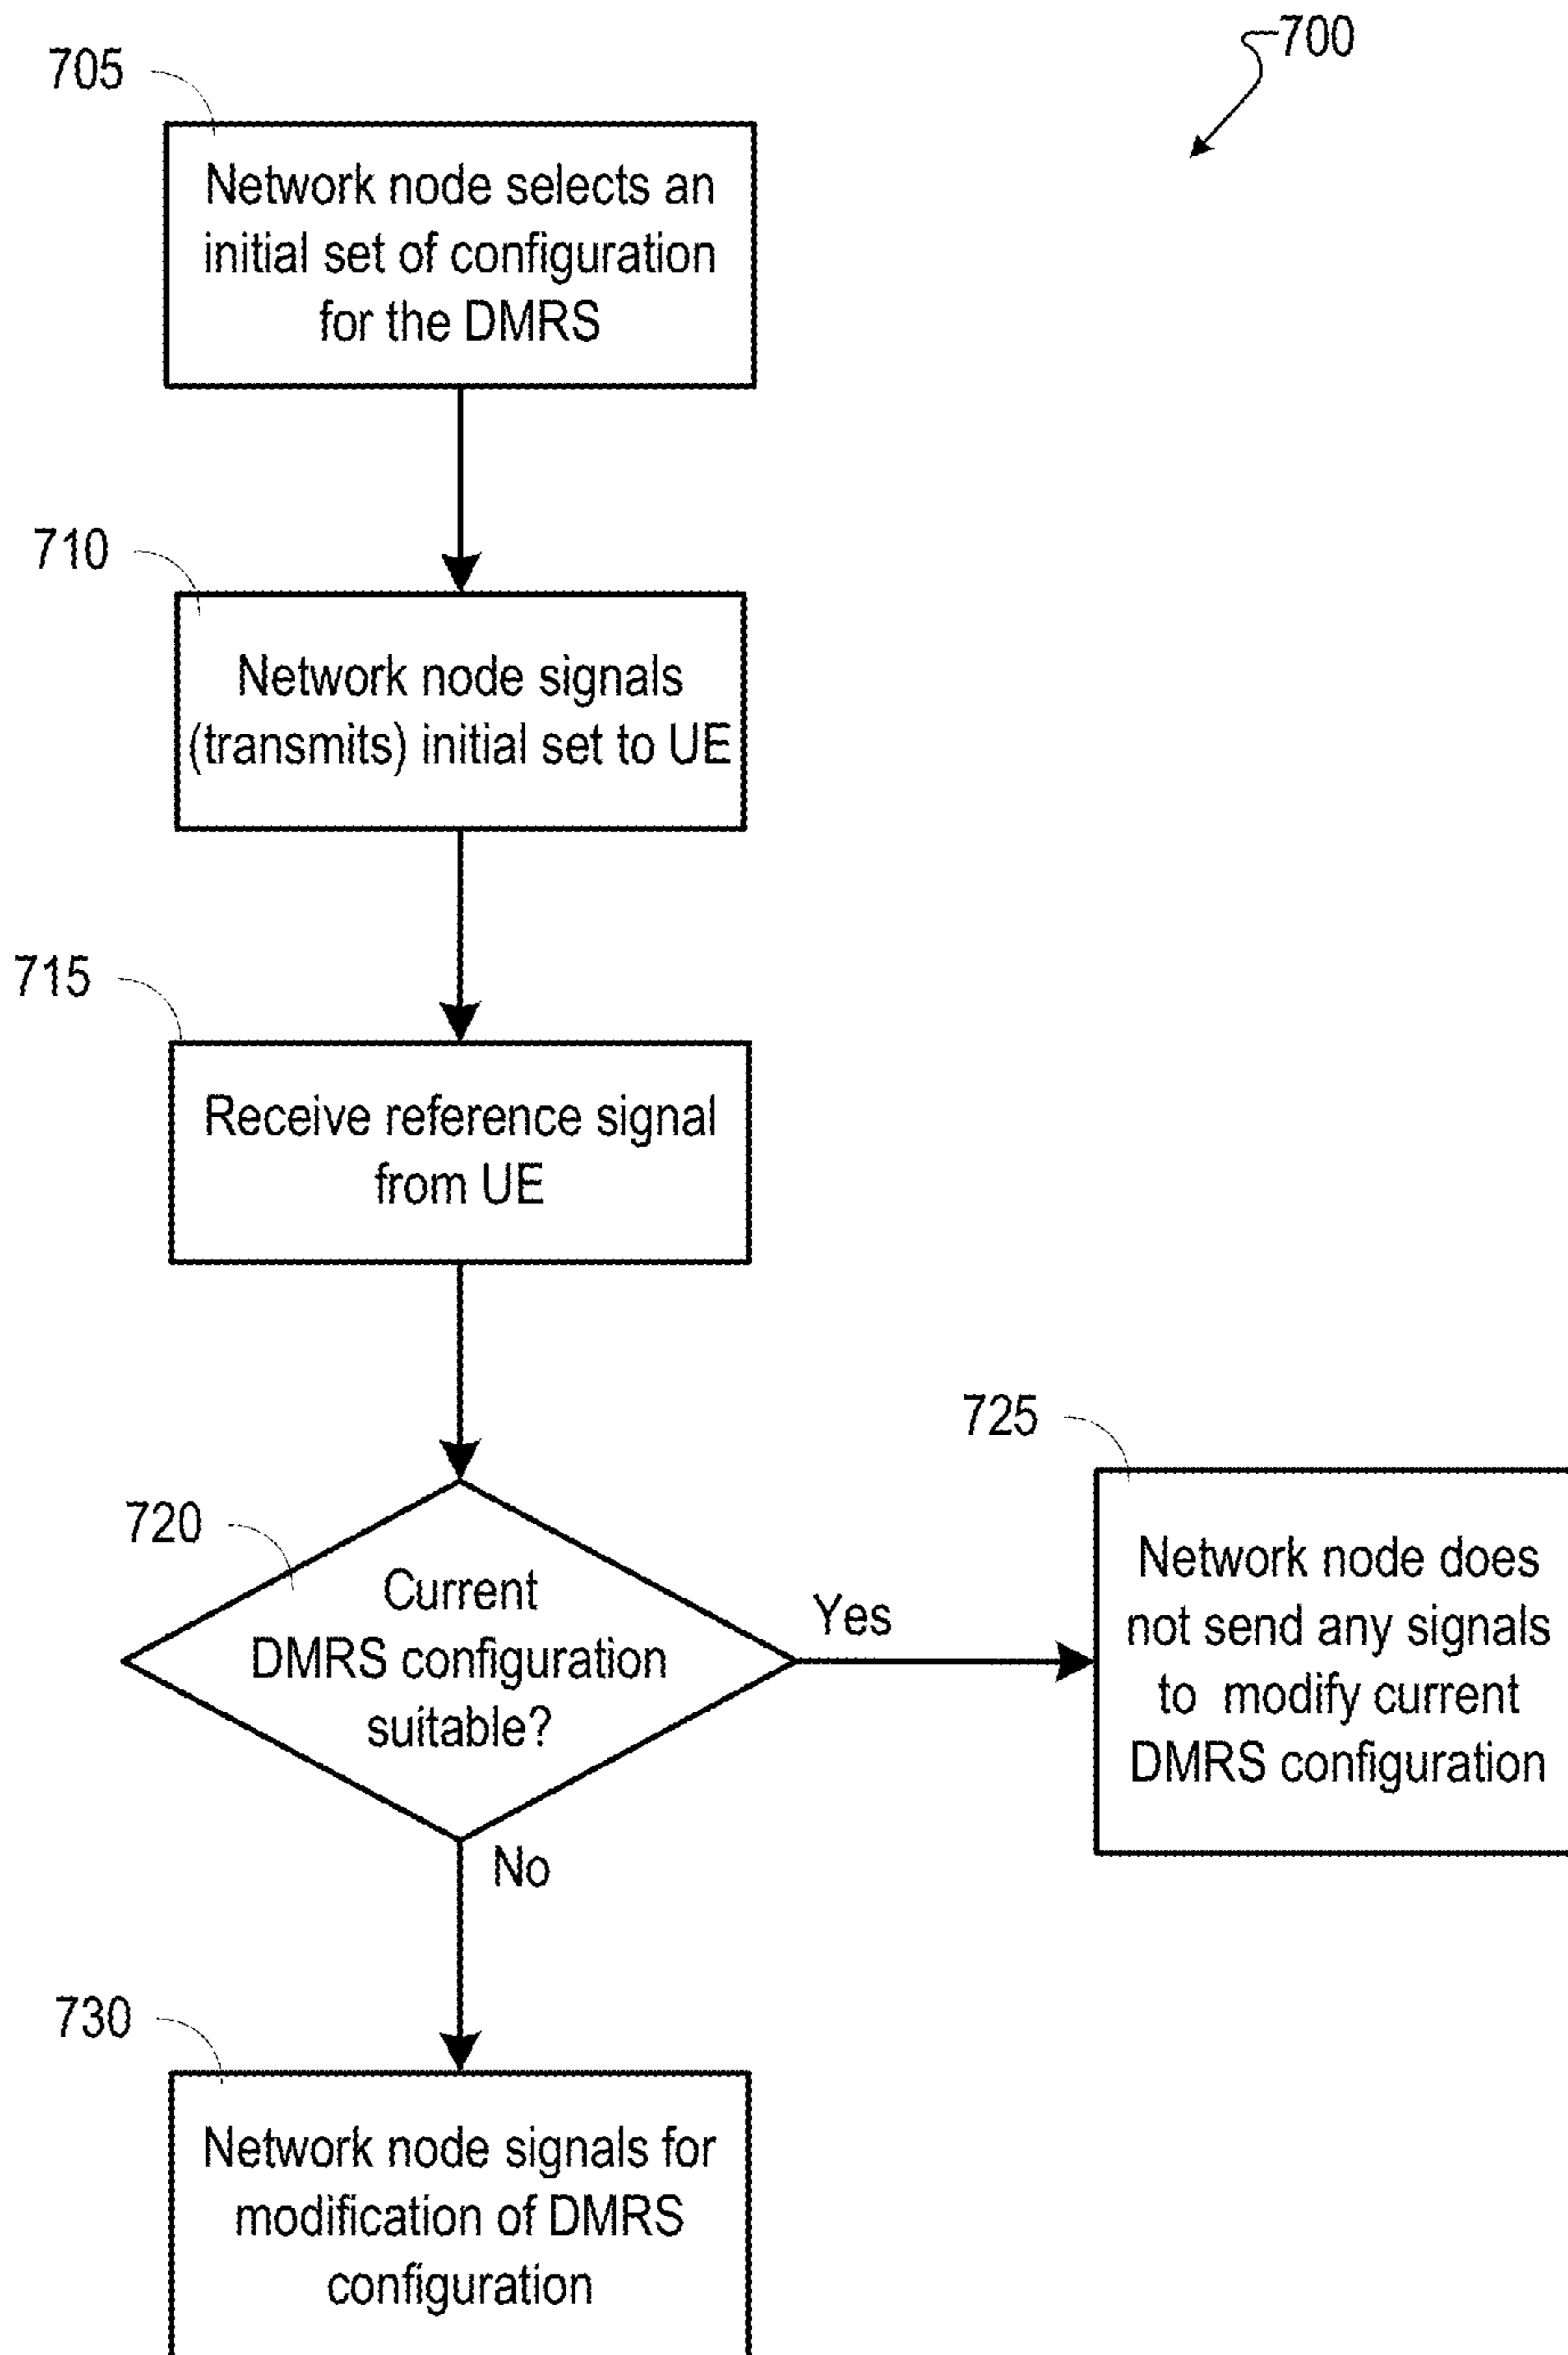 700
705
Network node selects an
initial set of configuration
for the DMRS
710
Network node signals
(transmits) initial set to UE
715
Receive reference signal
from UE
720
Current
DMRS configuration
suitable?
Yes
725
Network node does
not send any signals
to modify current
DMRS configuration
No
730
Network node signals for
modification of DMRS
configuration